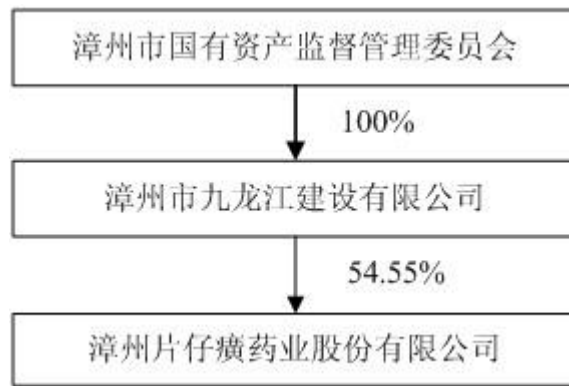 漳州市国有资产监督管理委员会
100%
漳州市九龙江建设有限公司
54.55%
漳州片仔癀药业股份有限公司